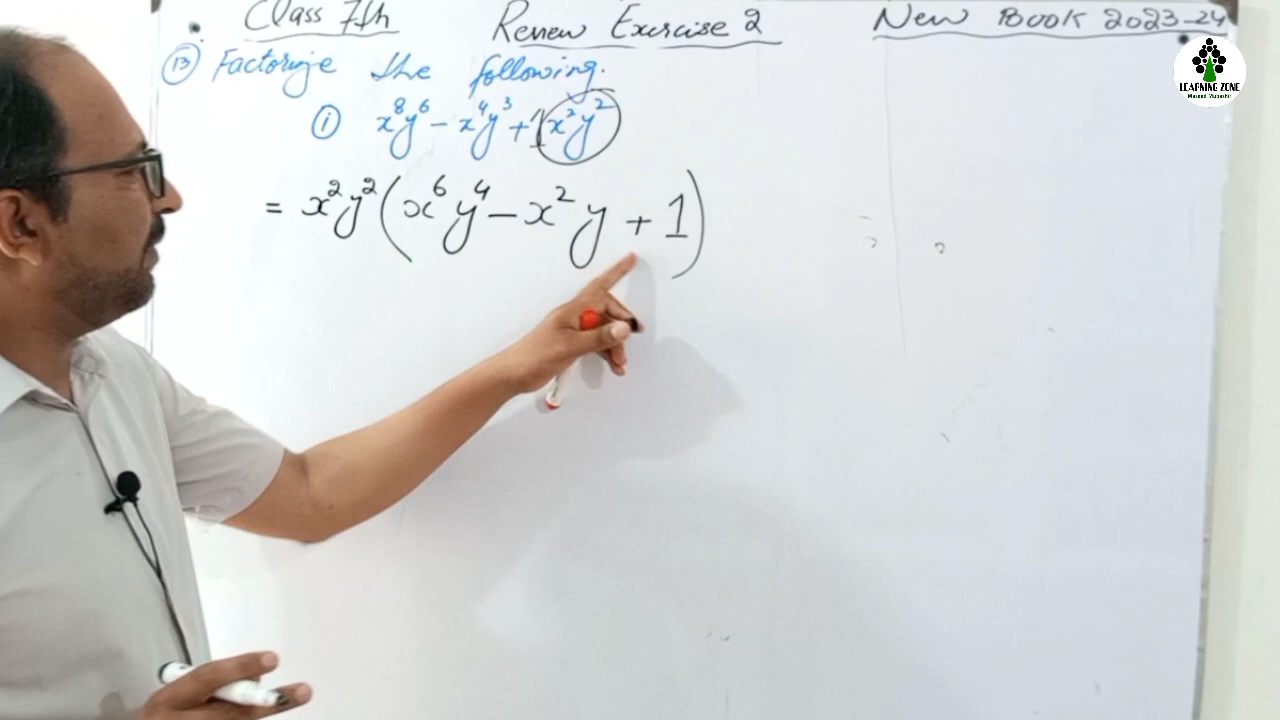 Class 7th Review Exercise 2 New Book 2023-24
13 Factorize the following.
i x⁸y⁶ - x⁴y³ + 1x²y²
= x²y²(x⁶y⁴ - x²y + 1)
LEARNING ZONE